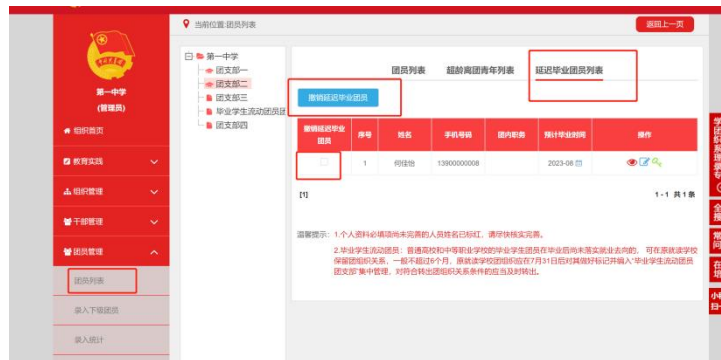 当前位置:团员列表
返回上一页
第一中学
(管理员)
组织首页
教育实践
组织管理
干部管理
团员管理
团员列表
录入下级团员
录入统计
第一中学
团支部一
团支部二
团支部三
毕业学生流动团员团
团支部四
团员列表 超龄离团青年列表 延迟毕业团员列表
撤销延迟毕业团员
撤销延迟毕业团员 序号 姓名 手机号码 团内职务 预计毕业时间 操作
1 何佳怡 13900000008 2023-08
[1]
1-1 共1条
温馨提示: 1.个人资料必填项尚未完善的人员姓名已标红,请尽快核实完善。
2.毕业学生流动团员:普通高校和中等职业学校的毕业学生团员在毕业后尚未落实就业去向的,可在原就读学校
保留团组织关系,一般不超过6个月,原就读学校团组织应在7月31日后对其做好标记并编入“毕业学生流动团员
团支部”集中管理,对符合转出团组织关系条件的应当及时转出。